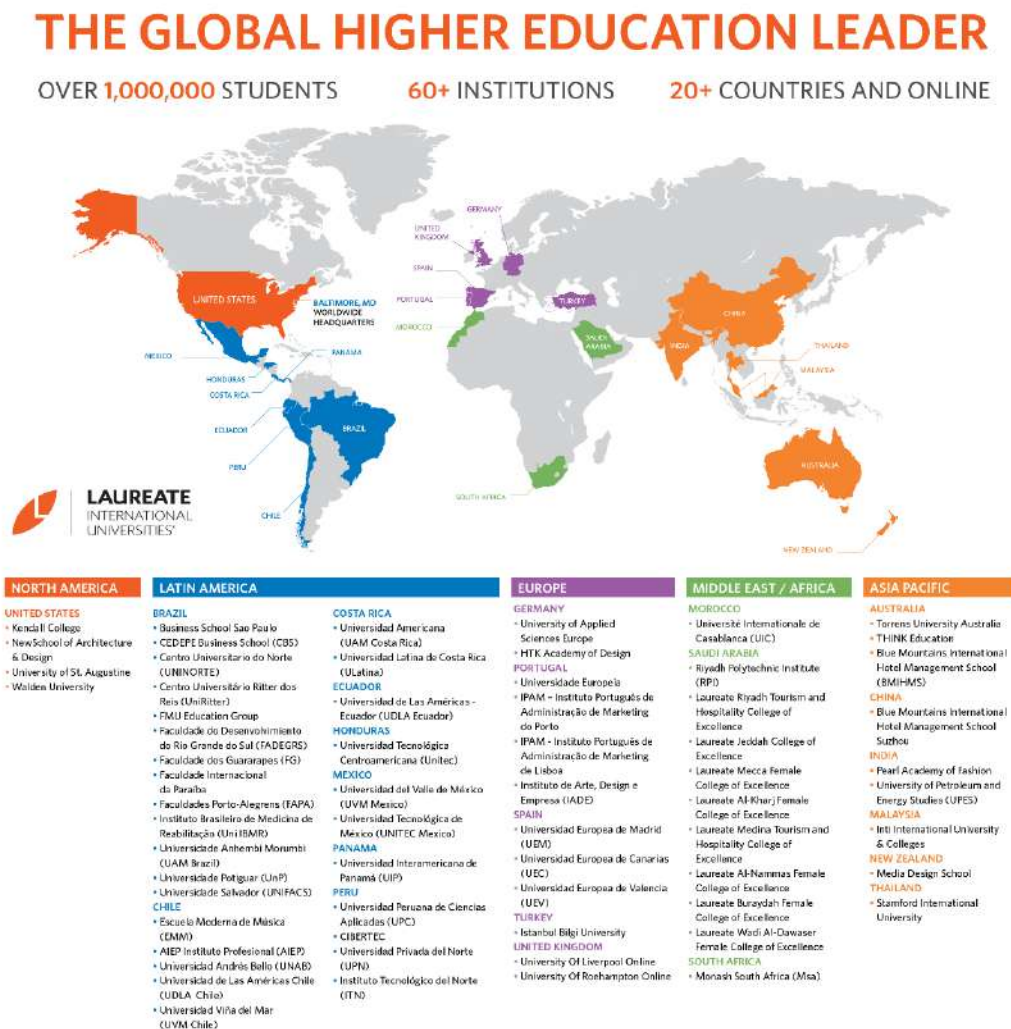 THE GLOBAL HIGHER EDUCATION LEADER
OVER 1,000,000 STUDENTS
60+ INSTITUTIONS
20+ COUNTRIES AND ONLINE
GERMANY
UNITED
KINGDOM
SPAIN
PORTUGAL
MOROCCO
TURKEY
SAUDI
ARABIA
UNITED STATES
BALTIMORE, MD
WORLDWIDE
HEADQUARTERS
MEXICO
HONDURAS
COSTA RICA
PANAMA
ECUADOR
BRAZIL
PERU
CHILE
SOUTH AFRICA
CHINA
INDIA
THAILAND
MALAYSIA
AUSTRALIA
NEW ZEALAND
LAUREATE
INTERNATIONAL
UNIVERSITIES®
NORTH AMERICA
UNITED STATES
• Kendall College
• NewSchool of Architecture
& Design
• University of St. Augustine
• Walden University
LATIN AMERICA
BRAZIL
• Business School Sao Paulo
• CEDEPE Business School (CBS)
• Centro Universitario do Norte
(UNINORTE)
• Centro Universitário Ritter dos
Reis (UniRitter)
• FMU Education Group
• Faculdade do Desenvolvimiento
do Rio Grande do Sul (FADERGS)
• Faculdade dos Guararapes (FG)
• Faculdade Internacional
da Paraíba
• Faculdades Porto-Alegrens (FAPA)
• Instituto Brasileiro de Medicina de
Reabilitação (Uni IBMR)
• Universidade Anhembi Morumbi
(UAM Brazil)
• Universidade Potiguar (UnP)
• Universidade Salvador (UNIFACS)
CHILE
• Escuela Moderna de Música
(EMM)
• AIEP Instituto Profesional (AIEP)
• Universidad Andrés Bello (UNAB)
• Universidad de Las Américas Chile
(UDLA Chile)
• Universidad Viña del Mar
(UVM Chile)
COSTA RICA
• Universidad Americana
(UAM Costa Rica)
• Universidad Latina de Costa Rica
(ULatina)
ECUADOR
• Universidad de Las Américas -
Ecuador (UDLA Ecuador)
HONDURAS
• Universidad Tecnológica
Centroamericana (Unitec)
MEXICO
• Universidad del Valle de México
(UVM Mexico)
• Universidad Tecnológica de
México (UNITEC Mexico)
PANAMA
• Universidad Interamericana de
Panamá (UIP)
PERU
• Universidad Peruana de Ciencias
Aplicadas (UPC)
• CIBERTEC
• Universidad Privada del Norte
(UPN)
• Instituto Tecnológico del Norte
(ITN)
EUROPE
GERMANY
• University of Applied
Sciences Europe
• HTK Academy of Design
PORTUGAL
• Universidade Europeia
• IPAM – Instituto Português de
Administração de Marketing
do Porto
• IPAM - Instituto Português de
Administração de Marketing
de Lisboa
• Instituto de Arte, Design e
Empresa (IADE)
SPAIN
• Universidad Europea de Madrid
(UEM)
• Universidad Europea de Canarias
(UEC)
• Universidad Europea de Valencia
(UEV)
TURKEY
• Istanbul Bilgi University
UNITED KINGDOM
• University Of Liverpool Online
• University Of Roehampton Online
MIDDLE EAST / AFRICA
MOROCCO
• Université Internationale de
Casablanca (UIC)
SAUDI ARABIA
• Riyadh Polytechnic Institute
(RPI)
• Laureate Riyadh Tourism and
Hospitality College of
Excellence
• Laureate Jeddah College of
Excellence
• Laureate Mecca Female
College of Excellence
• Laureate Al-Kharj Female
College of Excellence
• Laureate Medina Tourism and
Hospitality College of
Excellence
• Laureate Al-Nammas Female
College of Excellence
• Laureate Buraydah Female
College of Excellence
• Laureate Wadi Al-Dawaser
Female College of Excellence
SOUTH AFRICA
• Monash South Africa (Msa)
ASIA PACIFIC
AUSTRALIA
• Torrens University Australia
• THINK Education
• Blue Mountains International
Hotel Management School
(BMIHMS)
CHINA
• Blue Mountains International
Hotel Management School
Suzhou
INDIA
• Pearl Academy of Fashion
• University of Petroleum and
Energy Studies (UPES)
MALAYSIA
• Inti International University
& Colleges
NEW ZEALAND
• Media Design School
THAILAND
• Stamford International
University